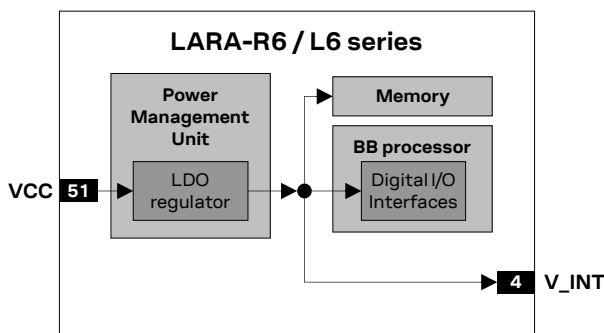 LARA-R6 / L6 series
Power
Management
Unit
Memory
BB processor
VCC 51
LDO
regulator
Digital I/O
Interfaces
4 V_INT